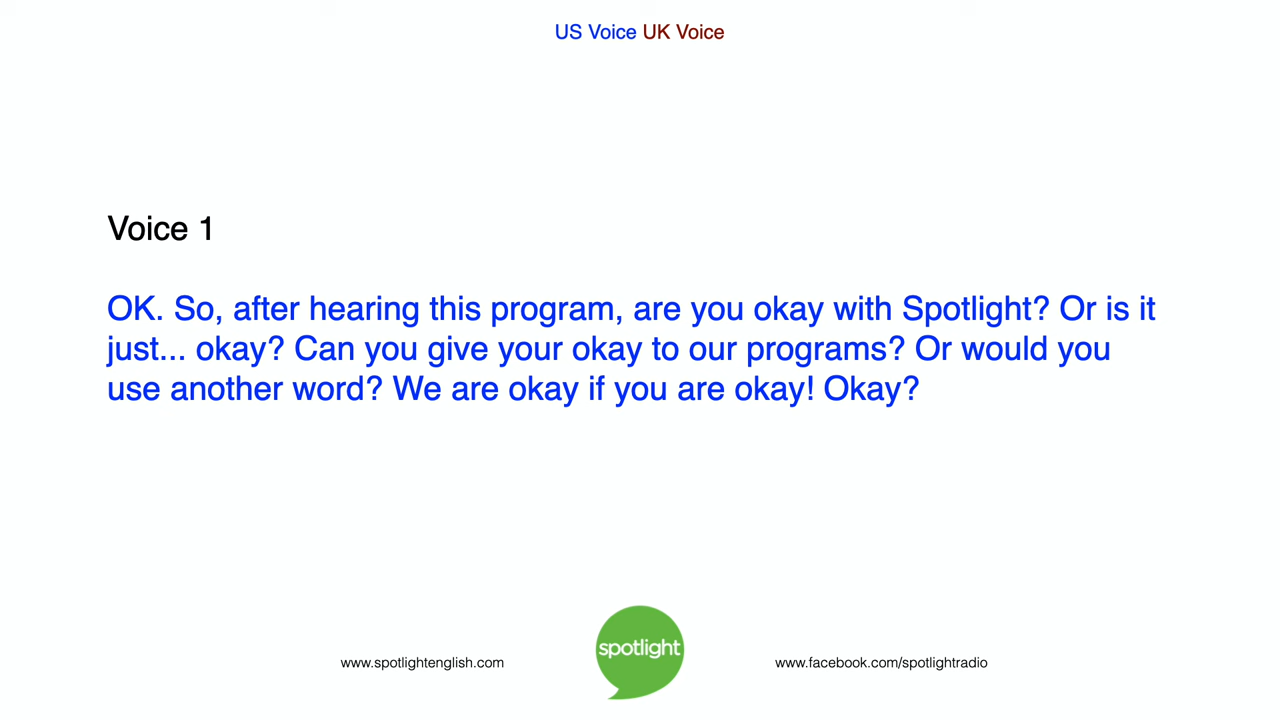 US Voice UK Voice
Voice 1
OK. So, after hearing this program, are you okay with Spotlight? Or is it
just... okay? Can you give your okay to our programs? Or would you
use another word? We are okay if you are okay! Okay?
spotlight
www.spotlightenglish.com
www.facebook.com/spotlightradio